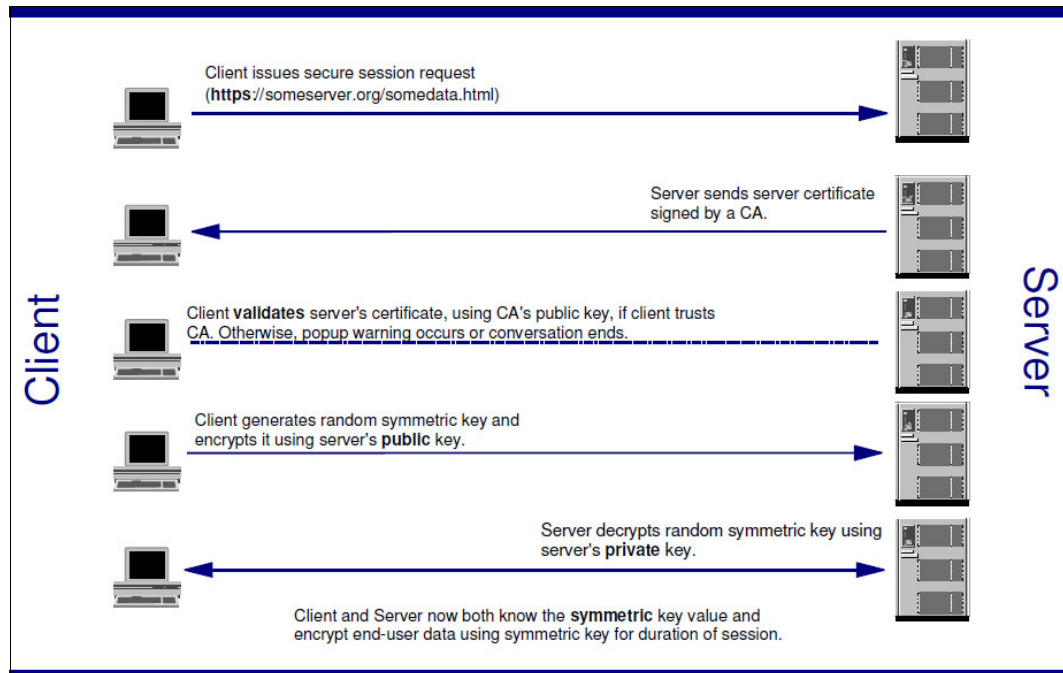 Client issues secure session request
(https://someserver.org/somedata.html)
Server sends server certificate
signed by a CA.
Client
Server
Client validates server's certificate, using CA's public key, if client trusts
CA. Otherwise, popup warning occurs or conversation ends.
Client generates random symmetric key and
encrypts it using server's public key.
Server decrypts random symmetric key using
server's private key.
Client and Server now both know the symmetric key value and
encrypt end-user data using symmetric key for duration of session.